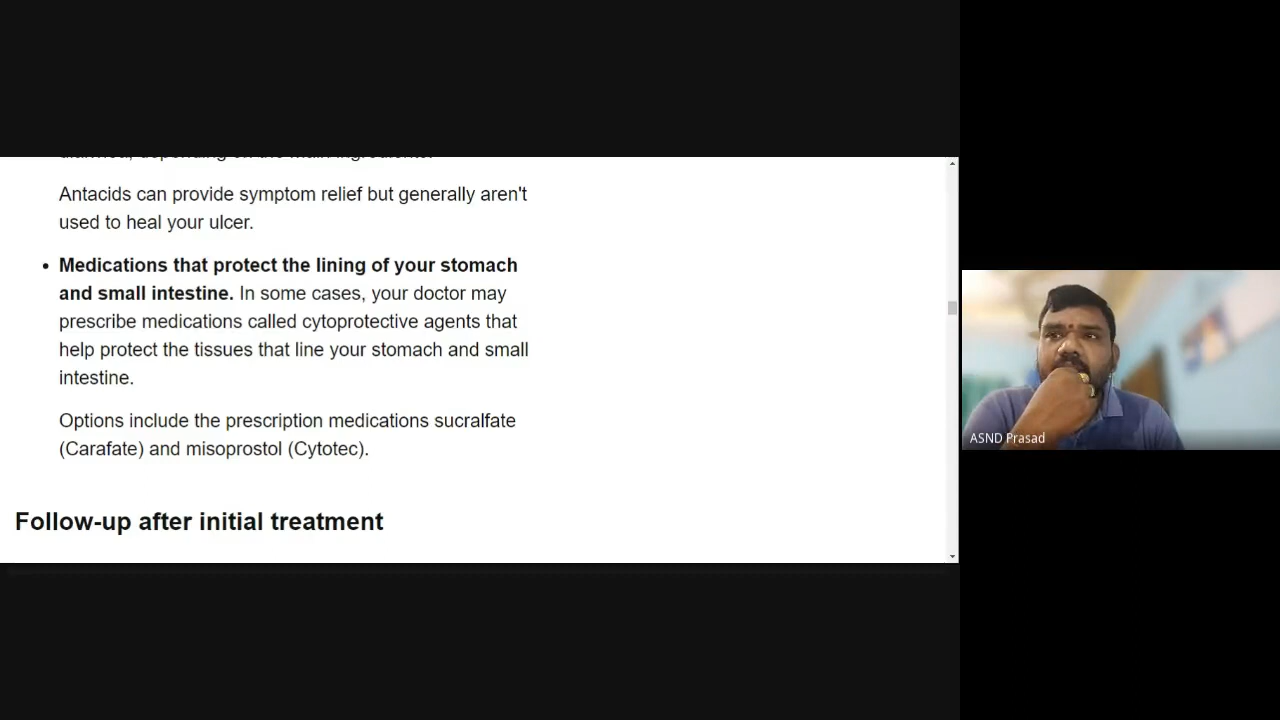 Antacids can provide symptom relief but generally aren't
used to heal your ulcer.
• Medications that protect the lining of your stomach
and small intestine. In some cases, your doctor may
prescribe medications called cytoprotective agents that
help protect the tissues that line your stomach and small
intestine.
Options include the prescription medications sucralfate
(Carafate) and misoprostol (Cytotec).
Follow-up after initial treatment
ASND Prasad